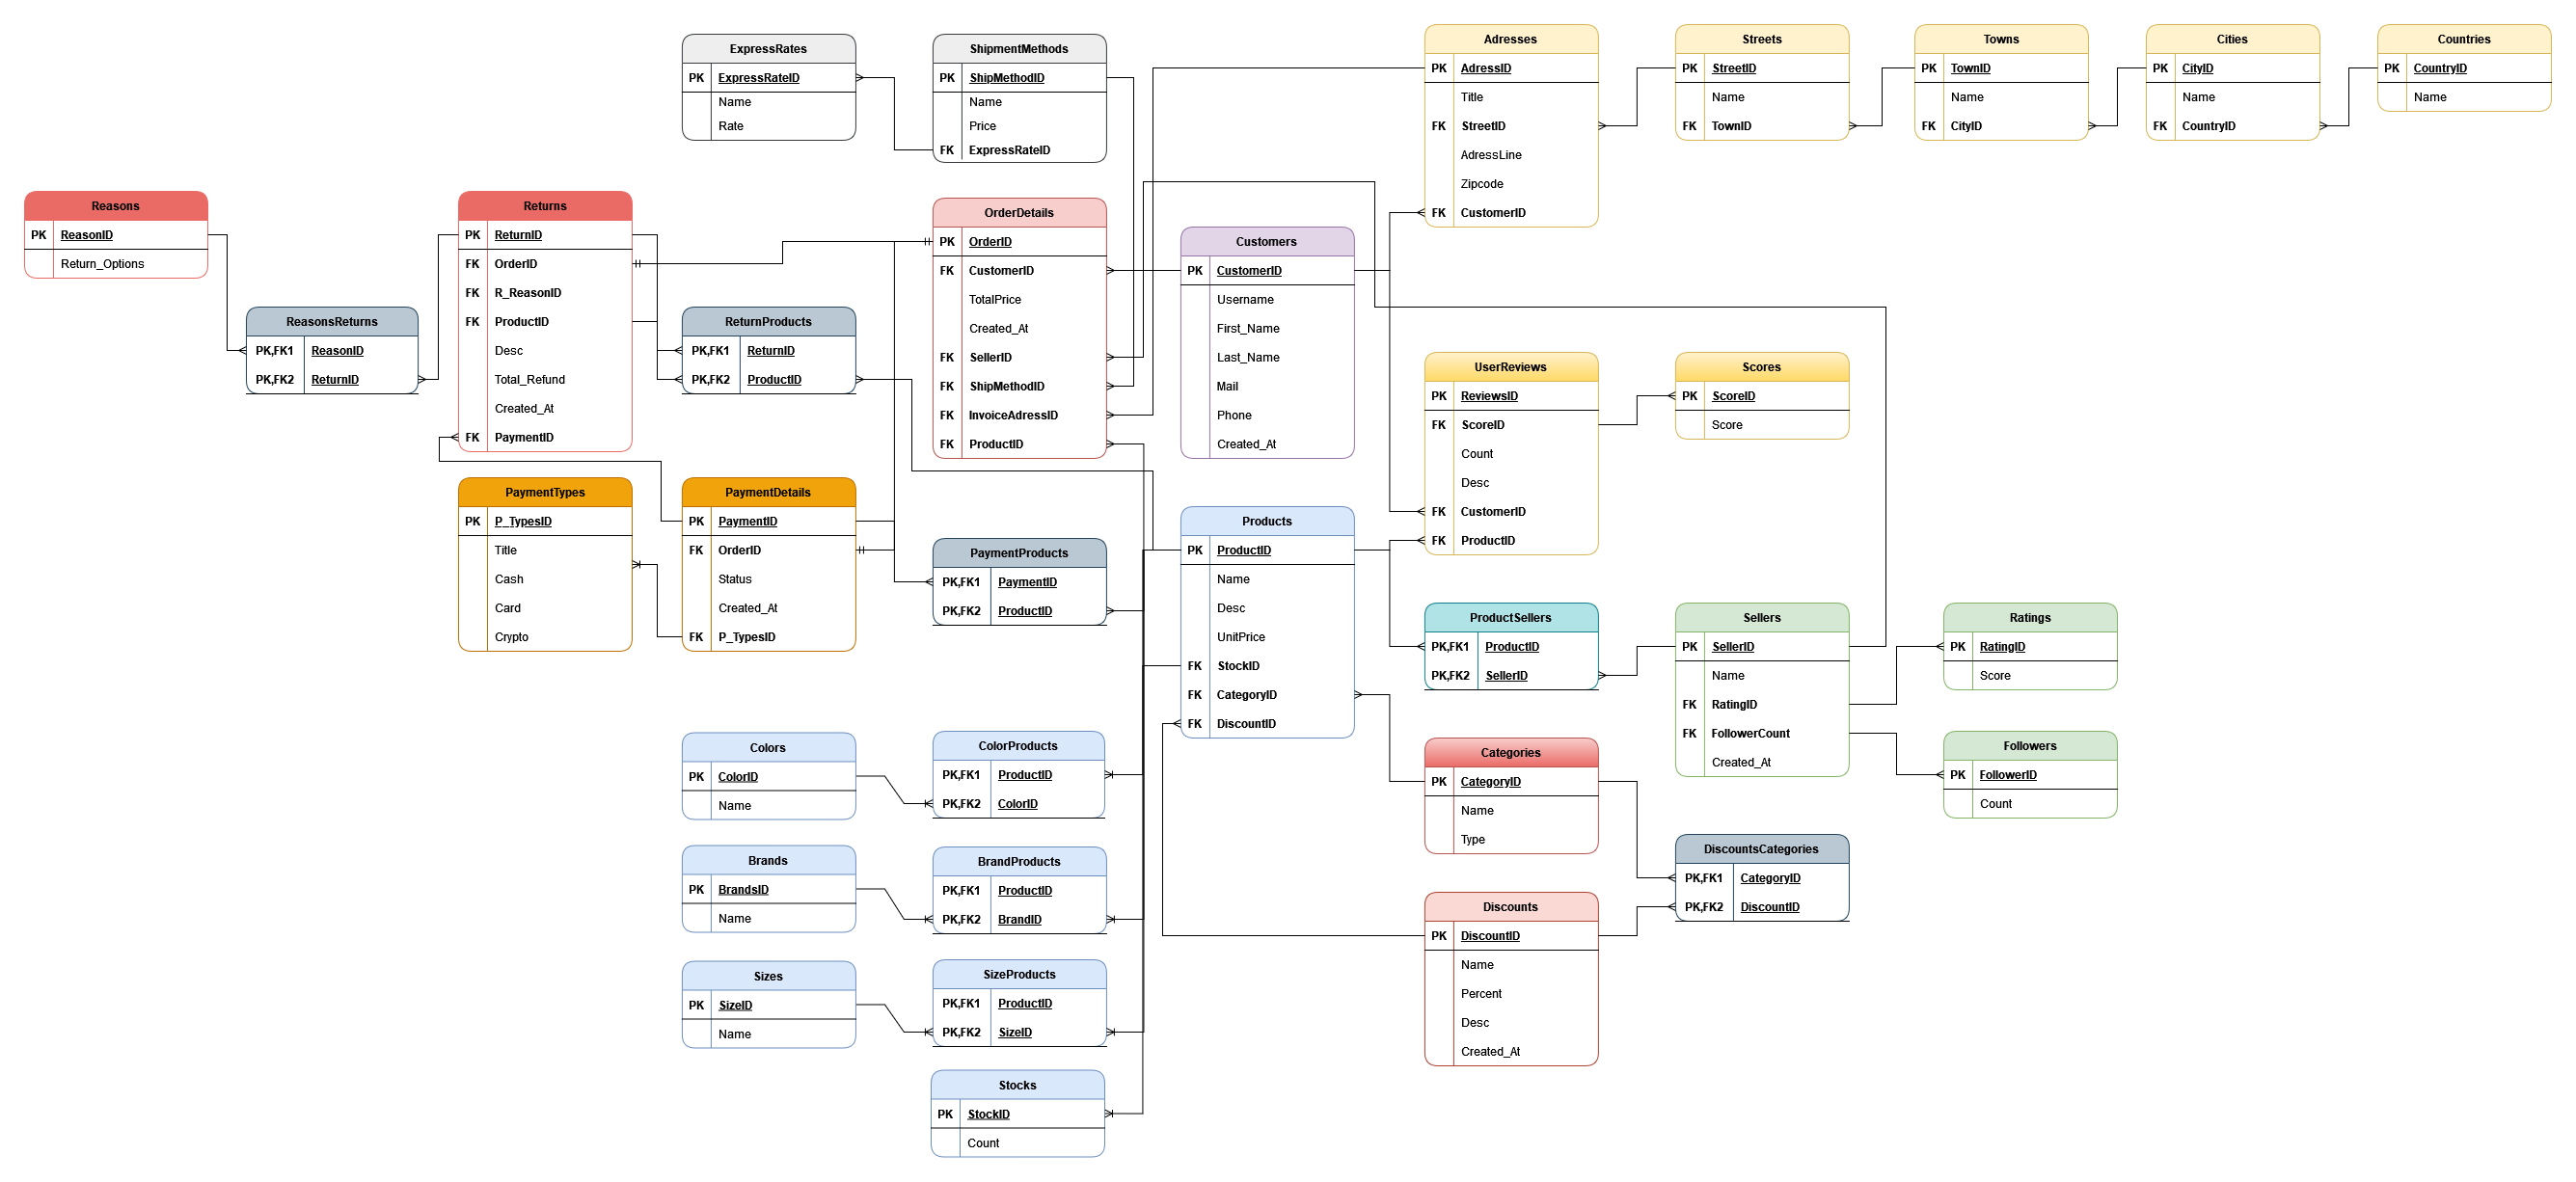 ExpressRates
PK ExpressRateID
Name
Rate
ShipmentMethods
PK ShipMethodID
Name
Price
FK ExpressRateID
Adresses
PK AdressID
Title
FK StreetID
AdressLine
Zipcode
FK CustomerID
Streets
PK StreetID
Name
FK TownID
Towns
PK TownID
Name
FK CityID
Cities
PK CityID
Name
FK CountryID
Countries
PK CountryID
Name
Reasons
PK ReasonID
Return_Options
ReasonsReturns
PK,FK1 ReasonID
PK,FK2 ReturnID
Returns
PK ReturnID
FK OrderID
FK R_ReasonID
FK ProductID
Desc
Total_Refund
Created_At
FK PaymentID
ReturnProducts
PK,FK1 ReturnID
PK,FK2 ProductID
OrderDetails
PK OrderID
FK CustomerID
TotalPrice
Created_At
FK SellerID
FK ShipMethodID
FK InvoiceAdressID
FK ProductID
Customers
PK CustomerID
Username
First_Name
Last_Name
Mail
Phone
Created_At
UserReviews
PK ReviewsID
FK ScoreID
Count
Desc
FK CustomerID
FK ProductID
Scores
PK ScoreID
Score
PaymentTypes
PK P_TypesID
Title
Cash
Card
Crypto
PaymentDetails
PK PaymentID
FK OrderID
Status
Created_At
FK P_TypesID
PaymentProducts
PK,FK1 PaymentID
PK,FK2 ProductID
Products
PK ProductID
Name
Desc
UnitPrice
FK StockID
FK CategoryID
FK DiscountID
ProductSellers
PK,FK1 ProductID
PK,FK2 SellerID
Sellers
PK SellerID
Name
FK RatingID
FK FollowerCount
Created_At
Ratings
PK RatingID
Score
Followers
PK FollowerID
Count
Colors
PK ColorID
Name
ColorProducts
PK,FK1 ProductID
PK,FK2 ColorID
Categories
PK CategoryID
Name
Type
DiscountsCategories
PK,FK1 CategoryID
PK,FK2 DiscountID
Brands
PK BrandsID
Name
BrandProducts
PK,FK1 ProductID
PK,FK2 BrandID
Discounts
PK DiscountID
Name
Percent
Desc
Created_At
Sizes
PK SizeID
Name
SizeProducts
PK,FK1 ProductID
PK,FK2 SizeID
Stocks
PK StockID
Count